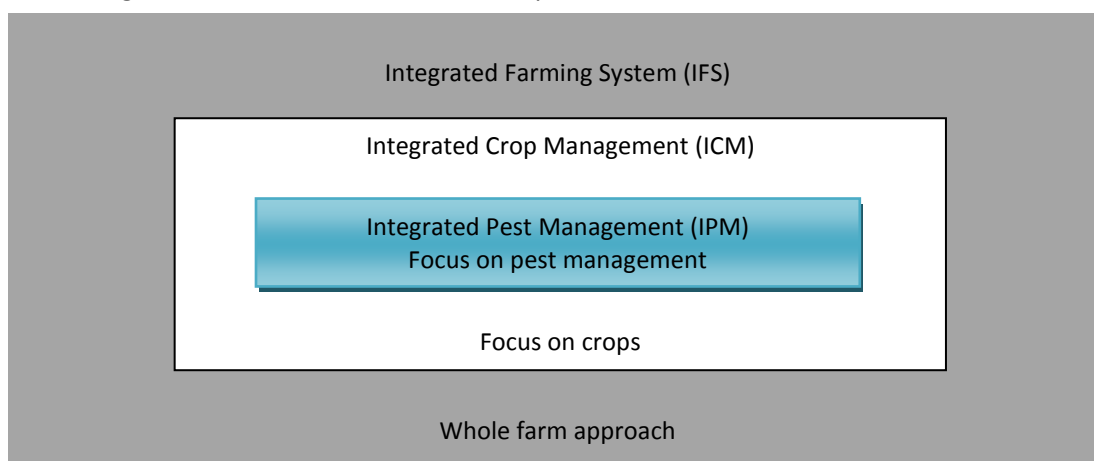 Integrated Farming System (IFS)
Integrated Crop Management (ICM)
Integrated Pest Management (IPM)
Focus on pest management
Focus on crops
Whole farm approach